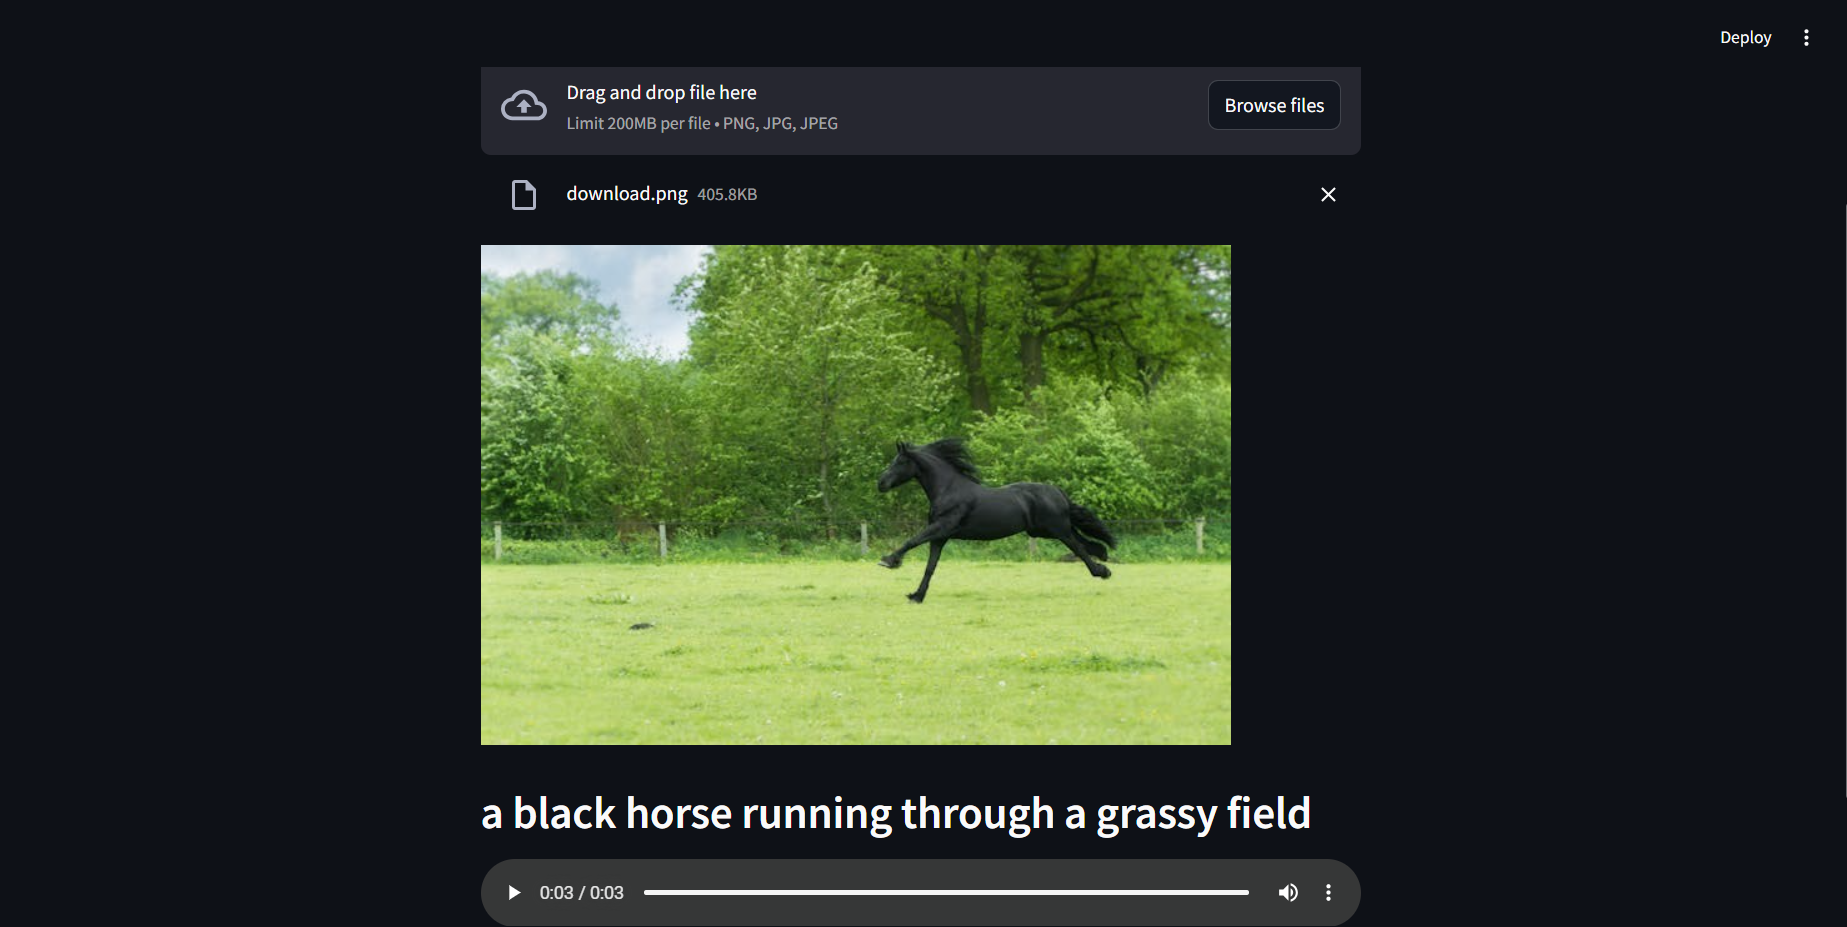 Deploy
Drag and drop file here
Limit 200MB per file • PNG, JPG, JPEG
Browse files
download.png 405.8KB
a black horse running through a grassy field
0:03 / 0:03